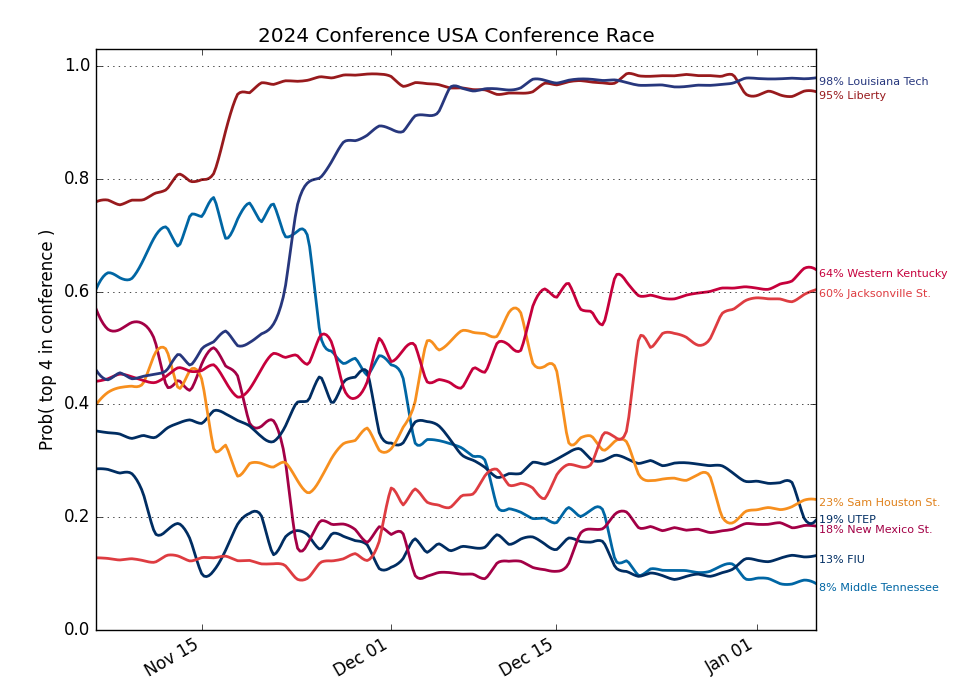 2024 Conference USA Conference Race
Prob( top 4 in conference )
1.0
0.8
0.6
0.4
0.2
0.0
Nov 15
Dec 01
Dec 15
Jan 01
98% Louisiana Tech
95% Liberty
64% Western Kentucky
60% Jacksonville St.
23% Sam Houston St.
19% UTEP
18% New Mexico St.
13% FIU
8% Middle Tennessee